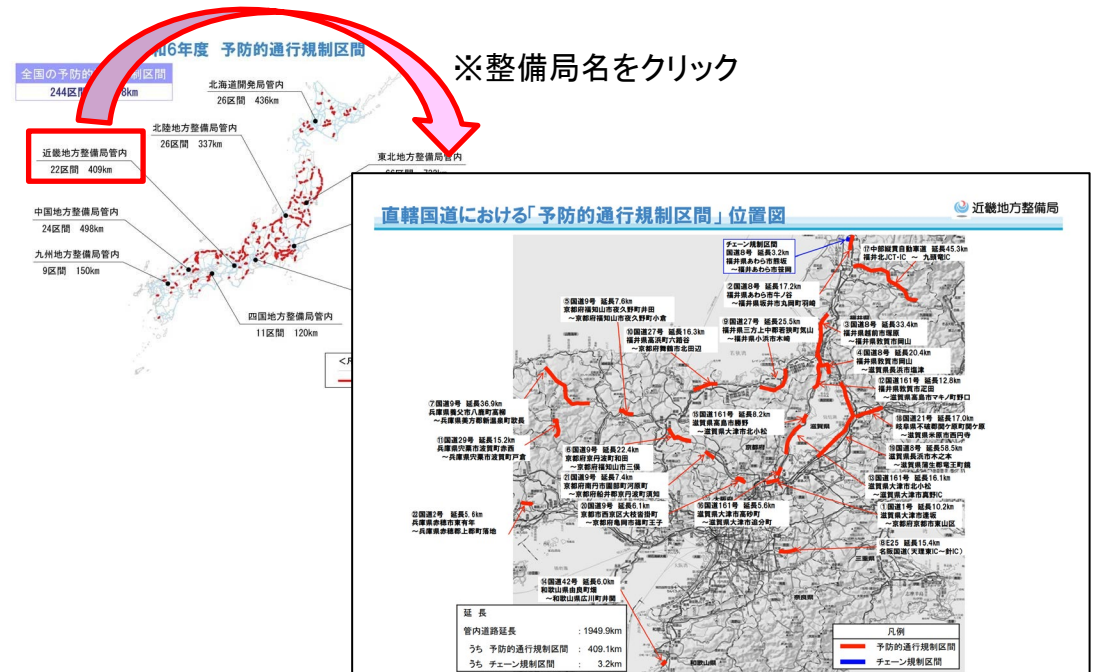 和6年度 予防的通行規制区間
※整備局名をクリック
全国の予防的
制区間
244区間
8km
北海道開発局管内
26区間 436km
北陸地方整備局管内
26区間 337km
近畿地方整備局管内
22区間 409km
東北地方整備局管内
中国地方整備局管内
24区間 498km
九州地方整備局管内
9区間 150km
四国地方整備局管内
11区間 120km
直轄国道における「予防的通行規制区間」位置図
近畿地方整備局
チェーン規制区間
国道8号 延長3.2km
福井県あわら市熊坂
~福井県あわら市笹岡
⑰中部縦貫自動車道 延長45.3km
福井北JCT・IC ~ 九頭竜IC
②国道8号 延長17.2km
福井県あわら市牛ノ谷
~福井県坂井市丸岡町羽崎
⑤国道9号 延長7.6km
京都府福知山市夜久野町井田
~京都府福知山市夜久野町小倉
⑨国道27号 延長25.5km
福井県三方上中郡若狭町気山
~福井県小浜市木崎
⑩国道27号 延長16.3km
福井県高浜町六路谷
~京都府舞鶴市北田辺
③国道8号 延長33.4km
福井県越前市塚原
~福井県敦賀市岡山
④国道8号 延長20.4km
福井県敦賀市岡山
~滋賀県長浜市塩津
⑫国道161号 延長12.8km
福井県敦賀市疋田
~滋賀県高島市マキノ町野口
⑦国道9号 延長36.9km
兵庫県養父市八鹿町高柳
~兵庫県美方郡新温泉町歌長
⑮国道161号 延長8.2km
滋賀県高島市勝野
~滋賀県大津市北小松
⑱国道21号 延長17.0km
岐阜県不破郡関ケ原町関ケ原
~滋賀県米原市西円寺
⑪国道29号 延長15.2km
兵庫県宍粟市波賀町赤西
~兵庫県宍粟市波賀町戸倉
⑥国道9号 延長22.4km
京都府京丹波町和田
~京都府福知山市三俣
⑲国道8号 延長58.5km
滋賀県長浜市木之本
~滋賀県蒲生郡竜王町鏡
㉑国道9号 延長7.4km
京都府南丹市園部町河原町
~京都府船井郡京丹波町須知
⑬国道161号 延長16.1km
滋賀県大津市北小松
~滋賀県大津市真野IC
⑳国道9号 延長6.1km
京都市西京区大枝沓掛町
~京都府亀岡市篠町王子
⑯国道161号 延長5.6km
滋賀県大津市高砂町
~滋賀県大津市追分町
①国道1号 延長10.2km
滋賀県大津市逢坂
~京都府京都市東山区
㉒国道2号 延長5.6km
兵庫県赤穂市東有年
~兵庫県赤穂郡上郡町落地
⑧E25 延長15.4km
名阪国道(天理東IC~針IC)
⑭国道42号 延長6.0km
和歌山県由良町畑
~和歌山県広川町井関
福井県
滋賀県
京都府
大阪府
三重県
奈良県
和歌山県
延 長
管内道路延長 : 1949.9km
うち 予防的通行規制区間 : 409.1km
うち チェーン規制区間 : 3.2km
凡例
予防的通行規制区間
チェーン規制区間